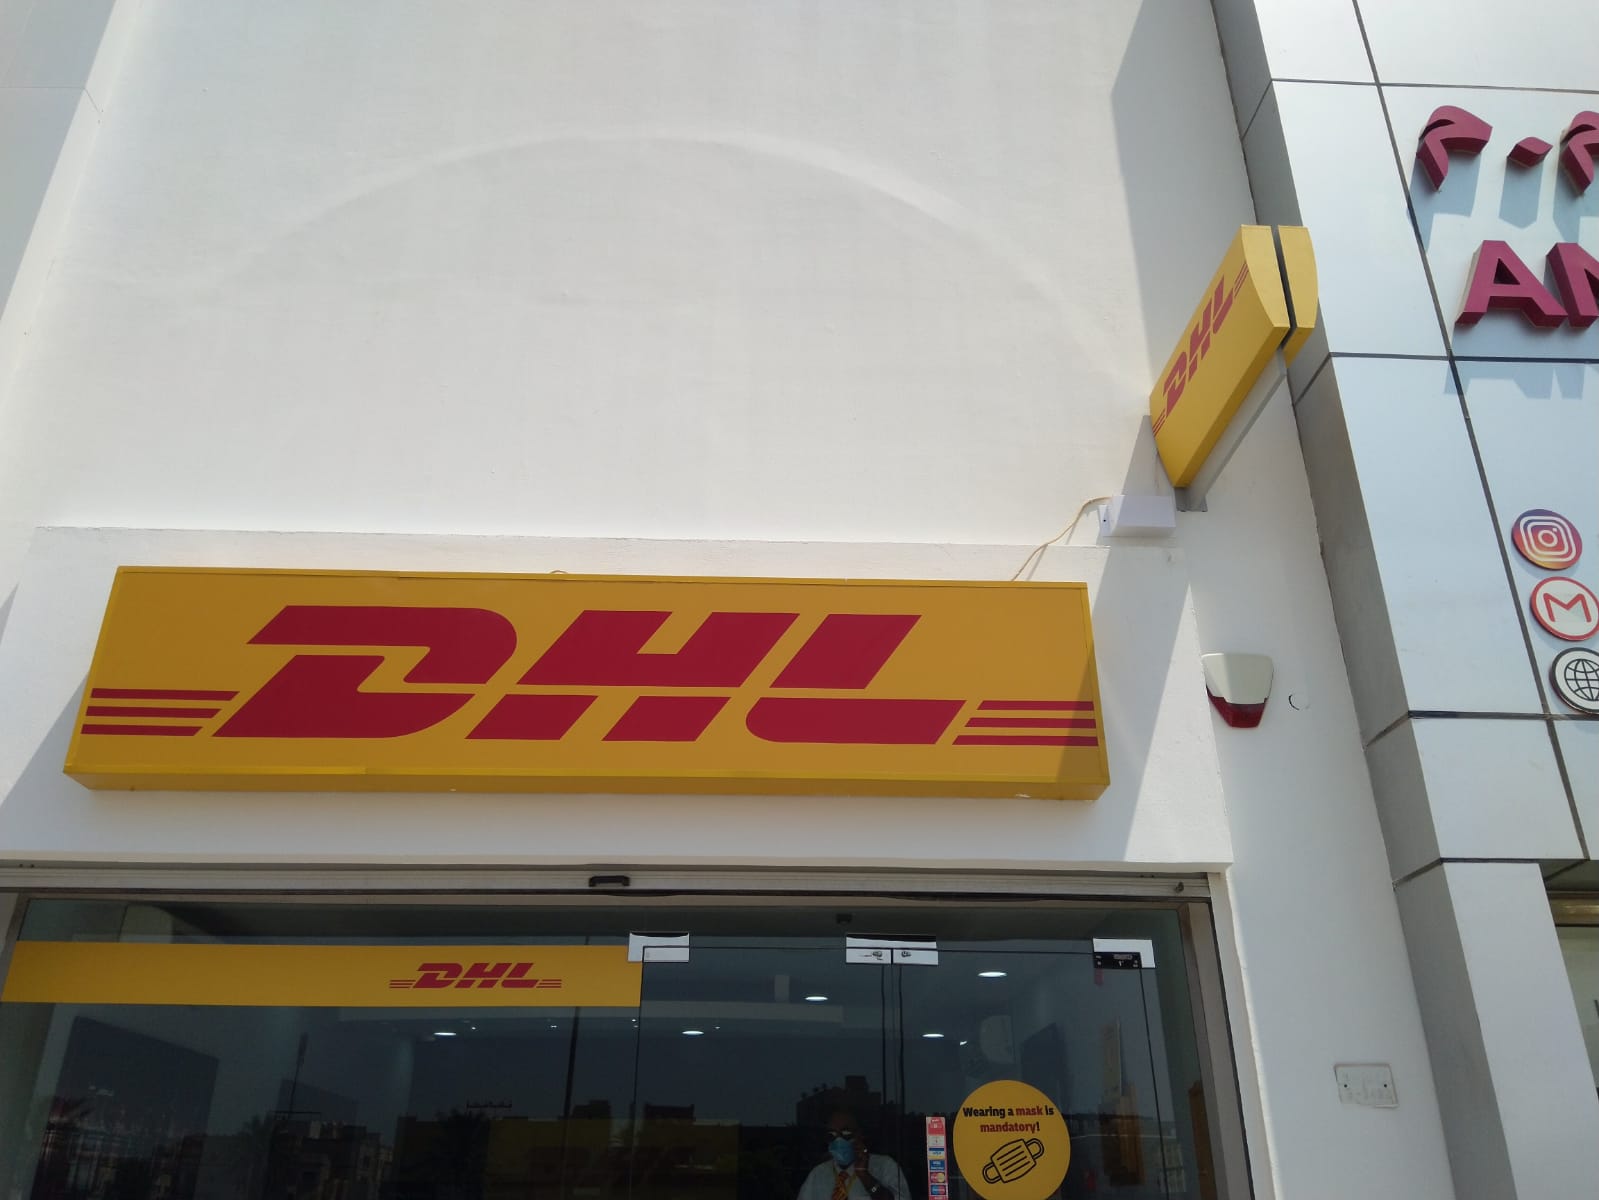 DHL
AN
DHL
DHL
Wearing a mask is
mandatory!